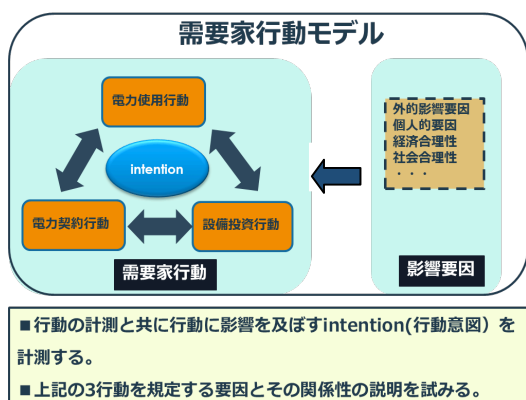 需要家行動モデル
電力使用行動
intention
電力契約行動
設備投資行動
需要家行動
外的影響要因
個人的要因
経済合理性
社会合理性
・・・
影響要因
■行動の計測と共に行動に影響を及ぼすintention(行動意図）を
計測する。
■上記の3行動を規定する要因とその関係性の説明を試みる。